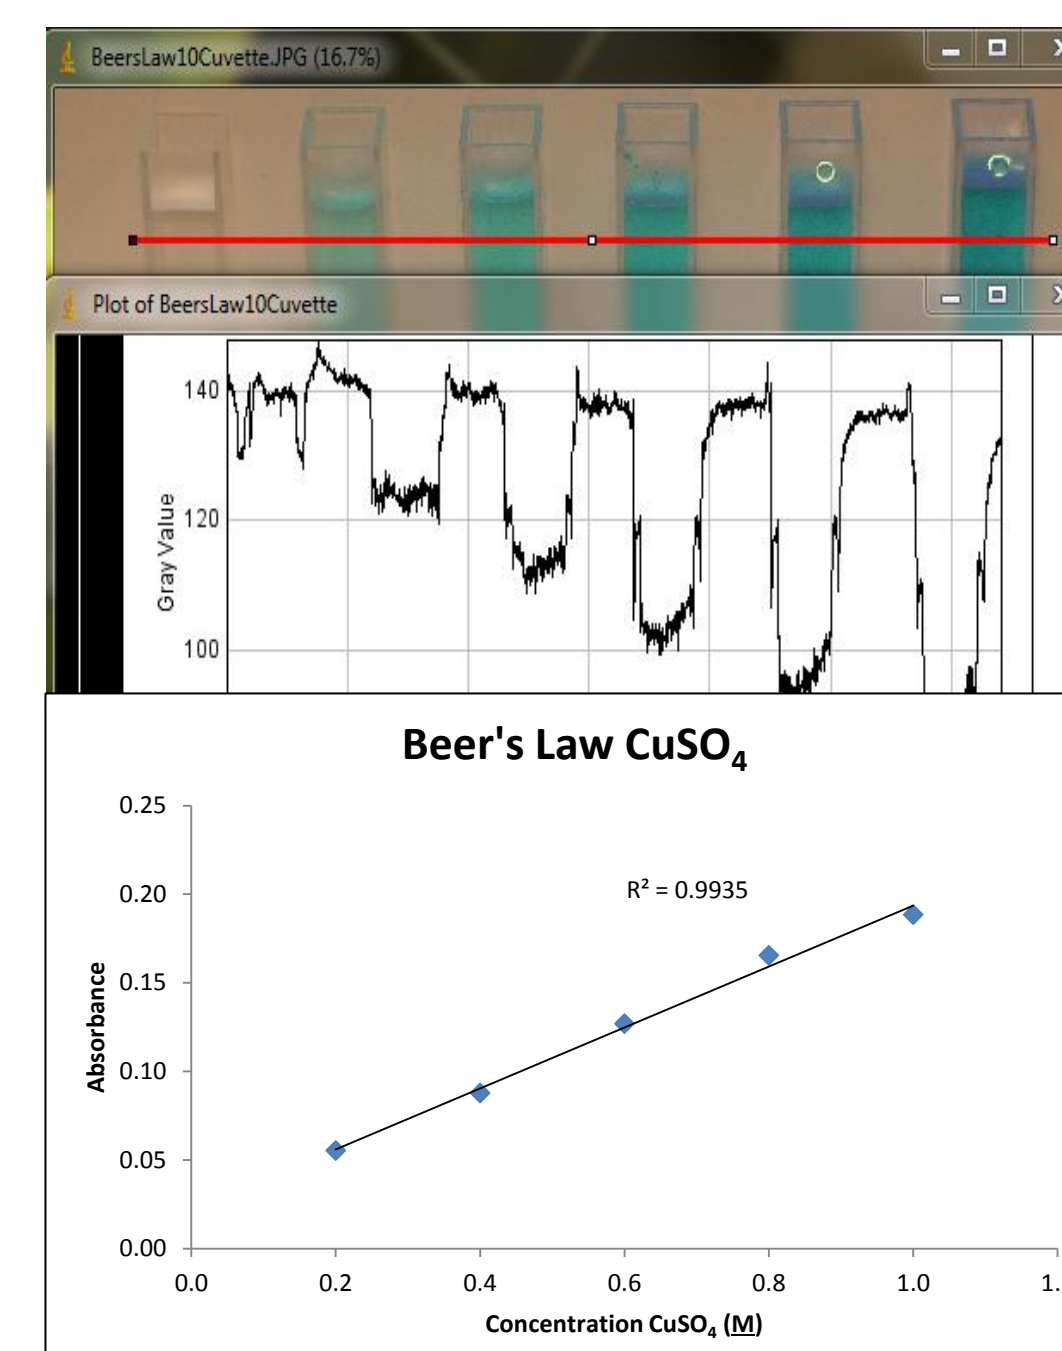 BeersLaw10Cuvette.JPG (16.7%)
Plot of BeersLaw10Cuvette
140
120
100
Gray Value
Beer's Law CuSO₄
0.25
0.20
0.15
0.10
0.05
0.00
Absorbance
R² = 0.9935
0.0 0.2 0.4 0.6 0.8 1.0 1.
Concentration CuSO₄ (M)